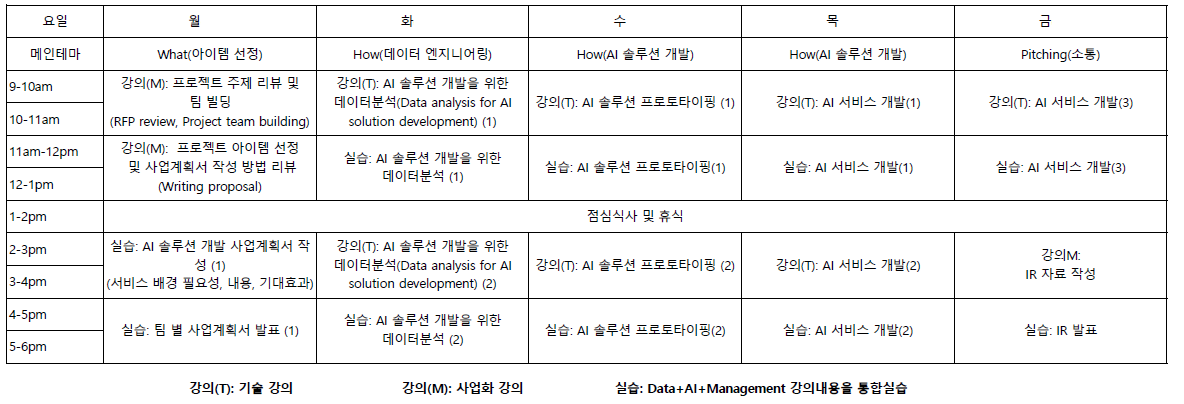 요일 월 화 수 목 금
메인테마 What(아이템 선정) How(데이터 엔지니어링) How(AI 솔루션 개발) How(AI 솔루션 개발) Pitching(소통)
9-10am
10-11am
강의(M): 프로젝트 주제 리뷰 및
팀 빌딩
(RFP review, Project team building)
강의(T): AI 솔루션 개발을 위한
데이터분석(Data analysis for AI
solution development) (1)
강의(T): AI 솔루션 프로토타이핑 (1)
강의(T): AI 서비스 개발(1)
강의(T): AI 서비스 개발(3)
11am-12pm
12-1pm
강의(M): 프로젝트 아이템 선정
및 사업계획서 작성 방법 리뷰
(Writing proposal)
실습: AI 솔루션 개발을 위한
데이터분석 (1)
실습: AI 솔루션 프로토타이핑(1)
실습: AI 서비스 개발(1)
실습: AI 서비스 개발(3)
1-2pm 점심식사 및 휴식
2-3pm
3-4pm
실습: AI 솔루션 개발 사업계획서 작
성 (1)
(서비스 배경 필요성, 내용, 기대효과)
강의(T): AI 솔루션 개발을 위한
데이터분석(Data analysis for AI
solution development) (2)
강의(T): AI 솔루션 프로토타이핑 (2)
강의(T): AI 서비스 개발(2)
강의M:
IR 자료 작성
4-5pm
5-6pm
실습: 팀 별 사업계획서 발표 (1)
실습: AI 솔루션 개발을 위한
데이터분석 (2)
실습: AI 솔루션 프로토타이핑(2)
실습: AI 서비스 개발(2)
실습: IR 발표
강의(T): 기술 강의 강의(M): 사업화 강의 실습: Data+AI+Management 강의내용을 통합실습